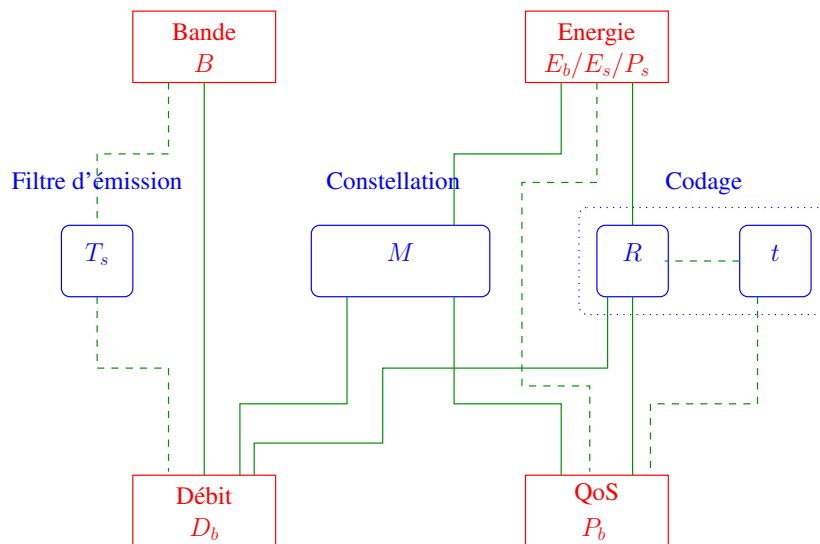 Bande
B
Energie
E_b/E_s/P_s
Filtre d'émission
Constellation
Codage
T_s
M
R
t
Débit
D_b
QoS
P_b